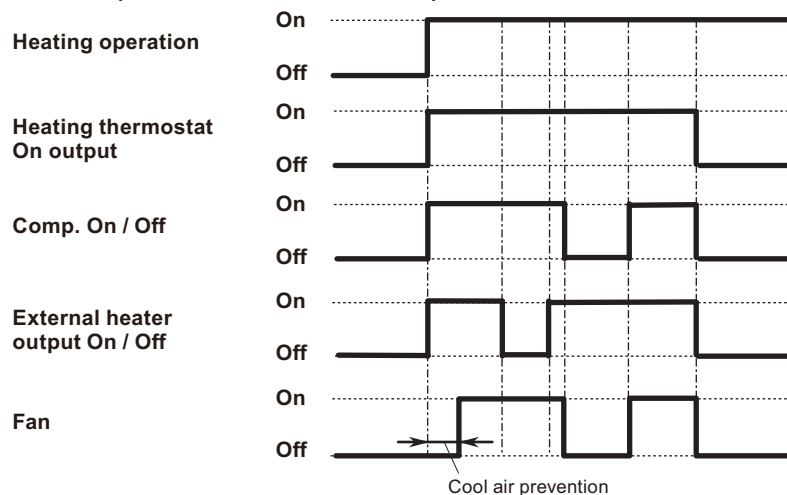 Heating operation
On
Off
Heating thermostat
On output
On
Off
Comp. On / Off
On
Off
External heater
output On / Off
On
Off
Fan
On
Off
Cool air prevention